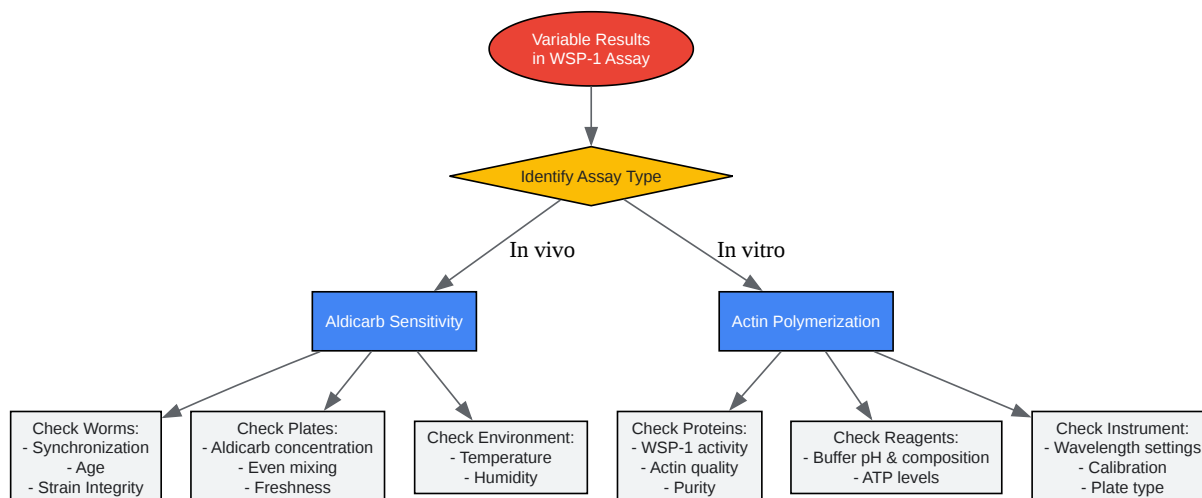 Variable Results
in WSP-1 Assay
Identify Assay Type
In vivo
In vitro
Aldicarb Sensitivity
Actin Polymerization
Check Worms:
- Synchronization
- Age
- Strain Integrity
Check Plates:
- Aldicarb concentration
- Even mixing
- Freshness
Check Environment:
- Temperature
- Humidity
Check Proteins:
- WSP-1 activity
- Actin quality
- Purity
Check Reagents:
- Buffer pH & composition
- ATP levels
Check Instrument:
- Wavelength settings
- Calibration
- Plate type